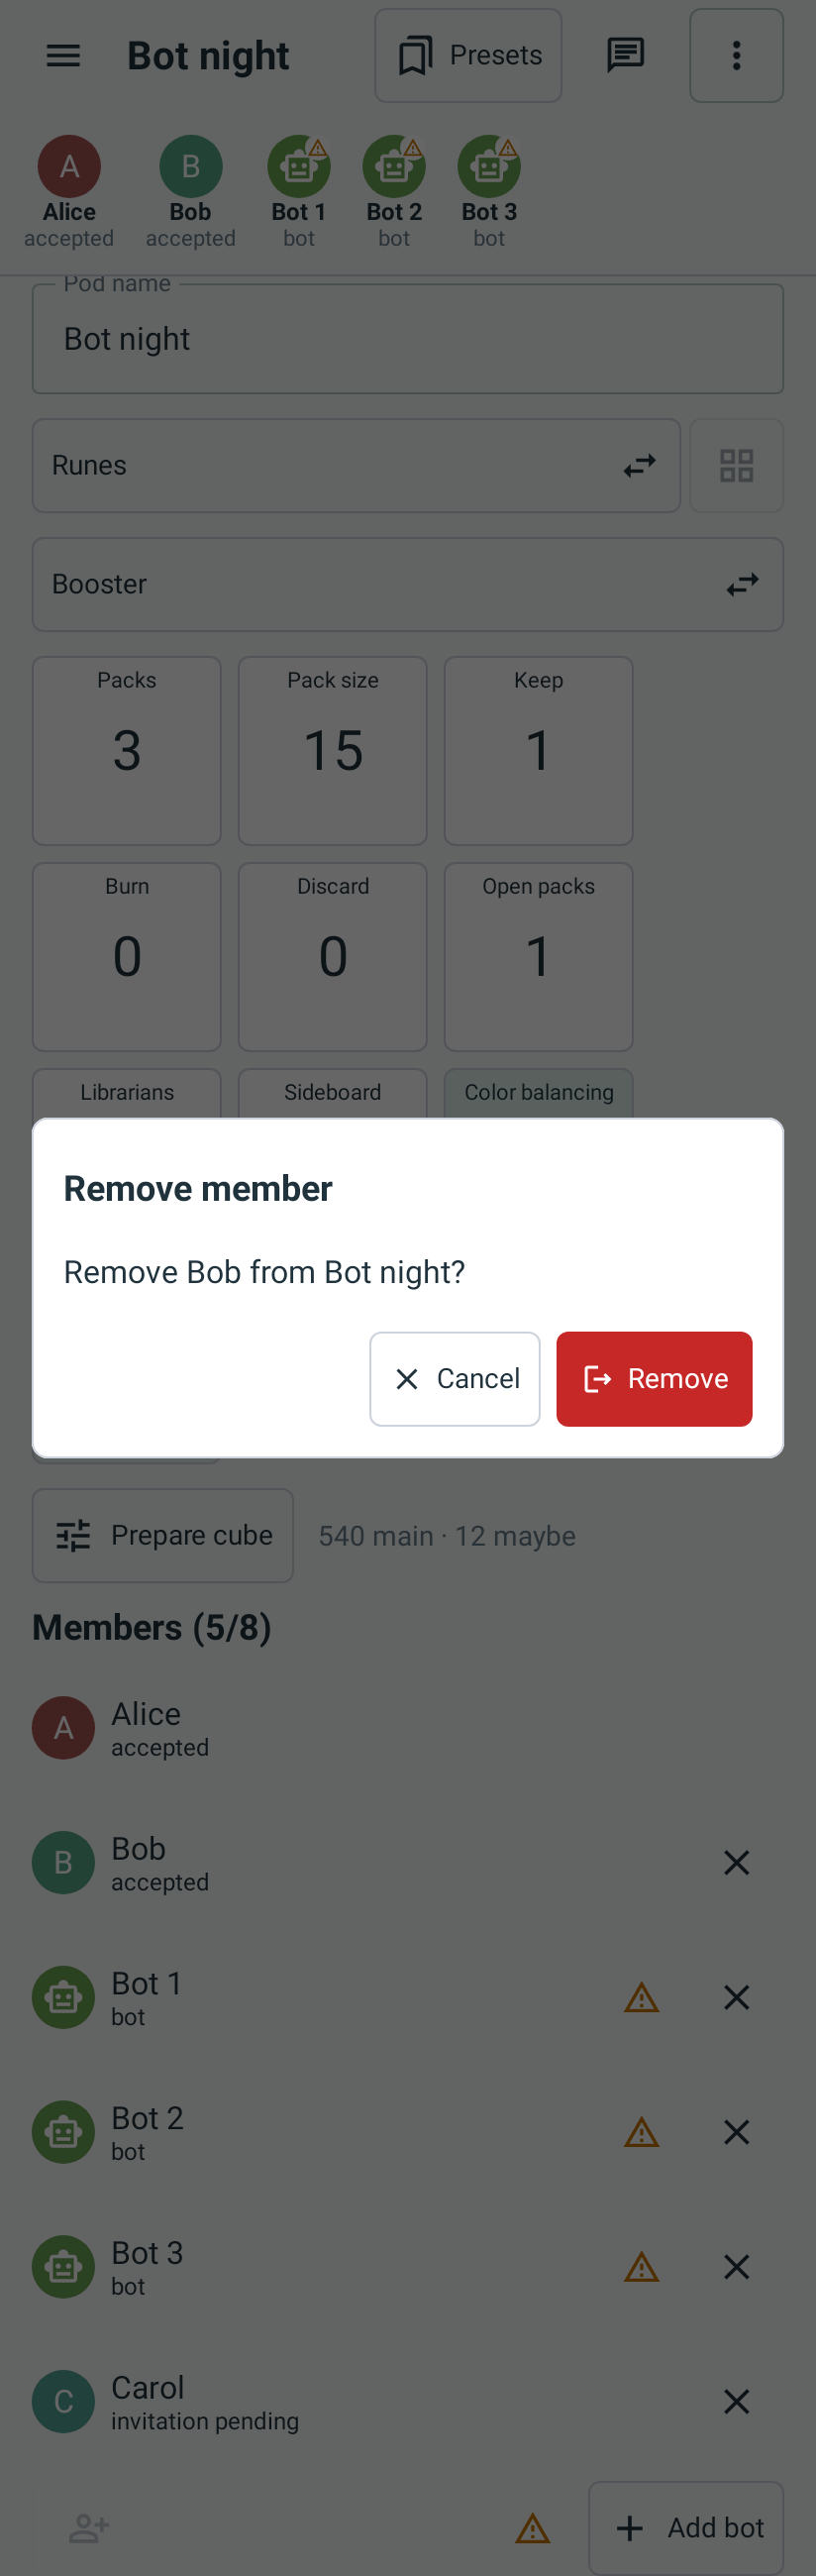 Bot night
Presets
A
B
Alice
Bob
Bot 1
Bot 2
Bot 3
accepted
accepted
bot
bot
bot
Pod name
Bot night
Runes
Booster
Packs
Pack size
Keep
3
15
1
Burn
Discard
Open packs
0
0
1
Librarians
Sideboard
Color balancing
Remove member
Remove Bob from Bot night?
Cancel
Remove
Prepare cube
540 main · 12 maybe
Members (5/8)
A
Alice
accepted
B
Bob
accepted
Bot 1
bot
Bot 2
bot
Bot 3
bot
C
Carol
invitation pending
Add bot